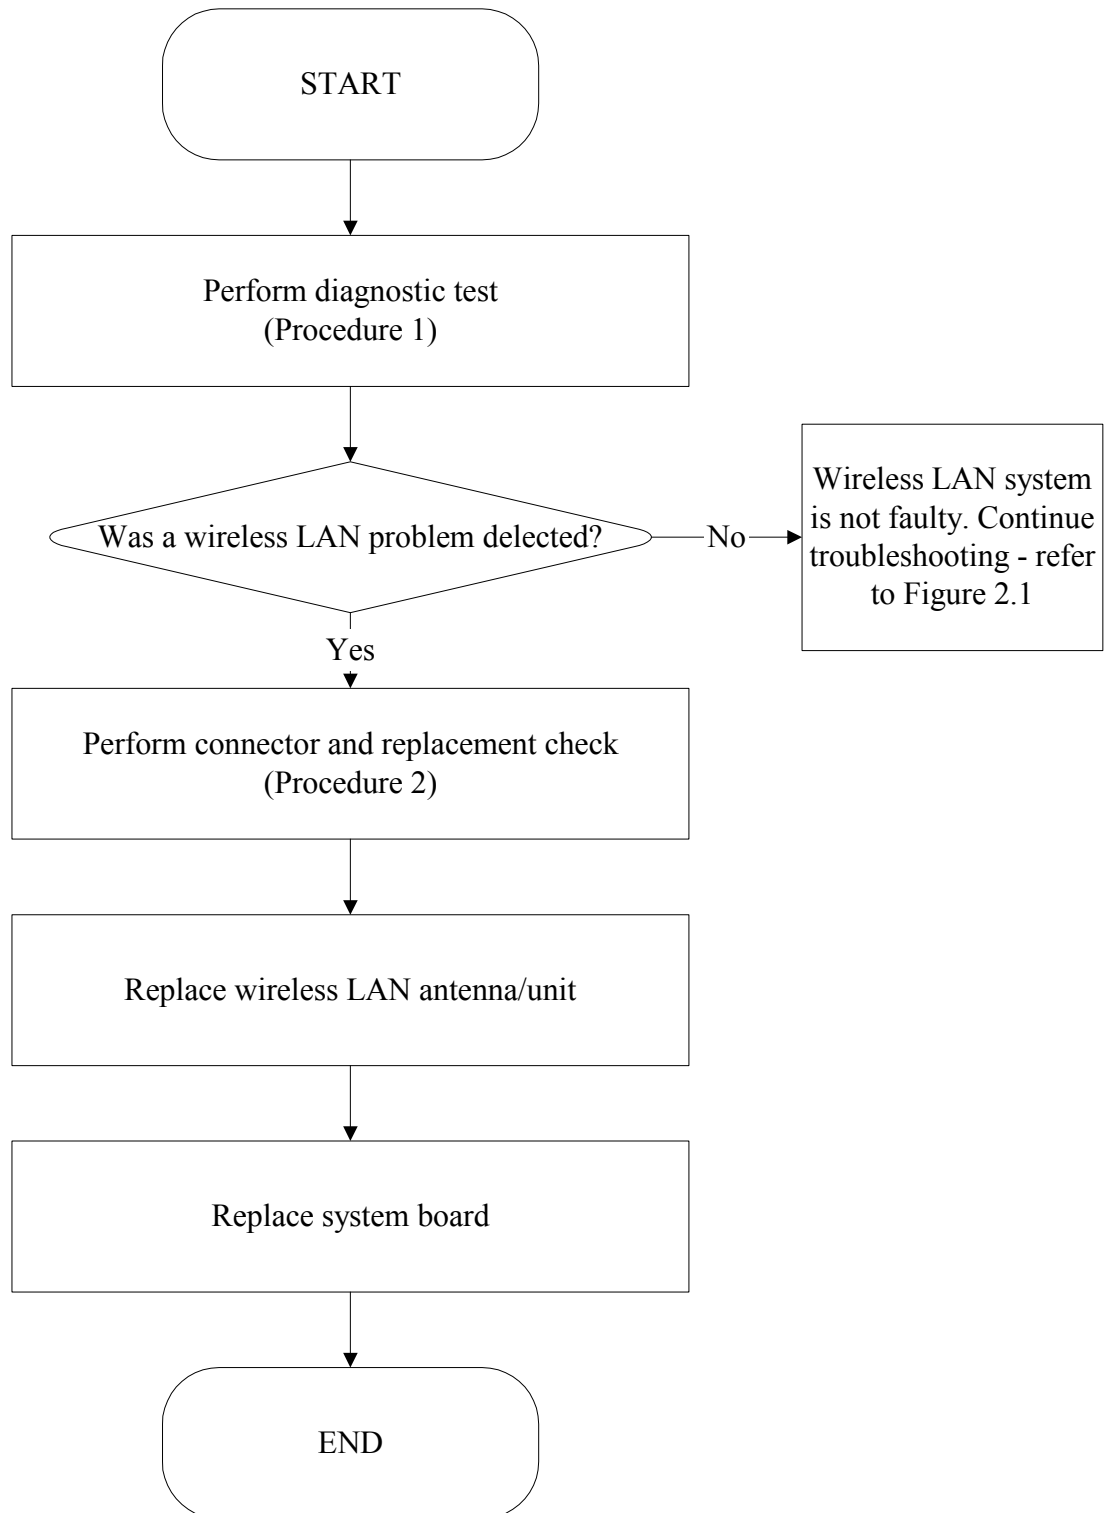 START
Perform diagnostic test
(Procedure 1)
Was a wireless LAN problem delected?
No
Wireless LAN system
is not faulty. Continue
troubleshooting - refer
to Figure 2.1
Yes
Perform connector and replacement check
(Procedure 2)
Replace wireless LAN antenna/unit
Replace system board
END